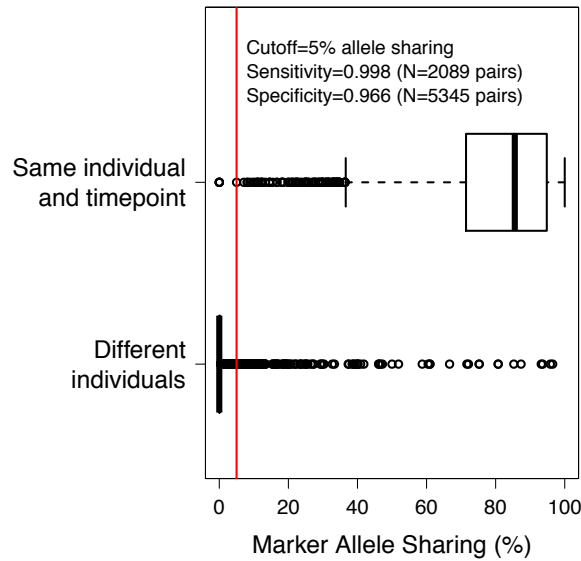 Cutoff=5% allele sharing
Sensitivity=0.998 (N=2089 pairs)
Specificity=0.966 (N=5345 pairs)
Same individual
and timepoint
Different
individuals
0 20 40 60 80 100
Marker Allele Sharing (%)